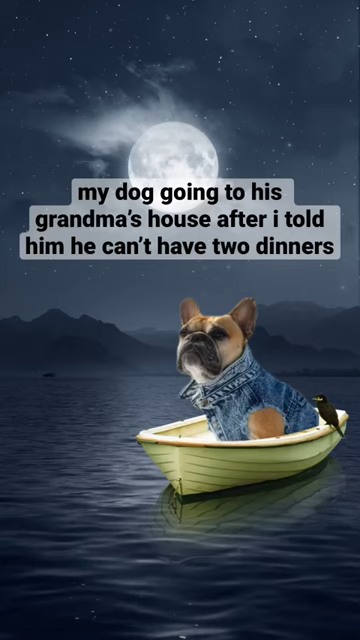 my dog going to his
grandma's house after i told
him he can't have two dinners